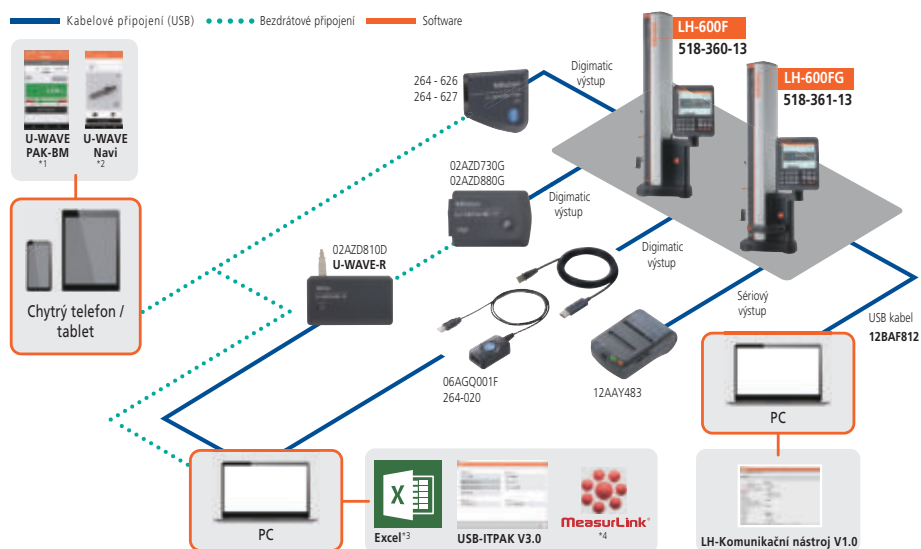 Kabelové připojení (USB)
Bezdrátové připojení
Software
U-WAVE
PAK-BM
*1
U-WAVE
Navi
*2
Chytrý telefon /
tablet
264 - 626
264 - 627
Digimatic
výstup
LH-600F
518-360-13
LH-600FG
518-361-13
02AZD730G
02AZD880G
Digimatic
výstup
02AZD810D
U-WAVE-R
Digimatic
výstup
Sériový
výstup
USB kabel
12BAF812
06AGQ001F
264-020
12AAY483
PC
PC
Excel*3
USB-ITPAK V3.0
MeasurLink®
*4
LH-Komunikační nástroj V1.0